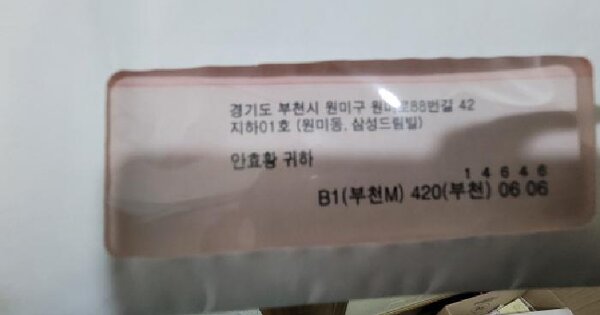 경기도 부천시 원미구 원미로88번길 42
지하01호 (원미동, 삼성드림빌)
안효황 귀하
1 4 6 4 6
B1(부천M) 420(부천) 06 06